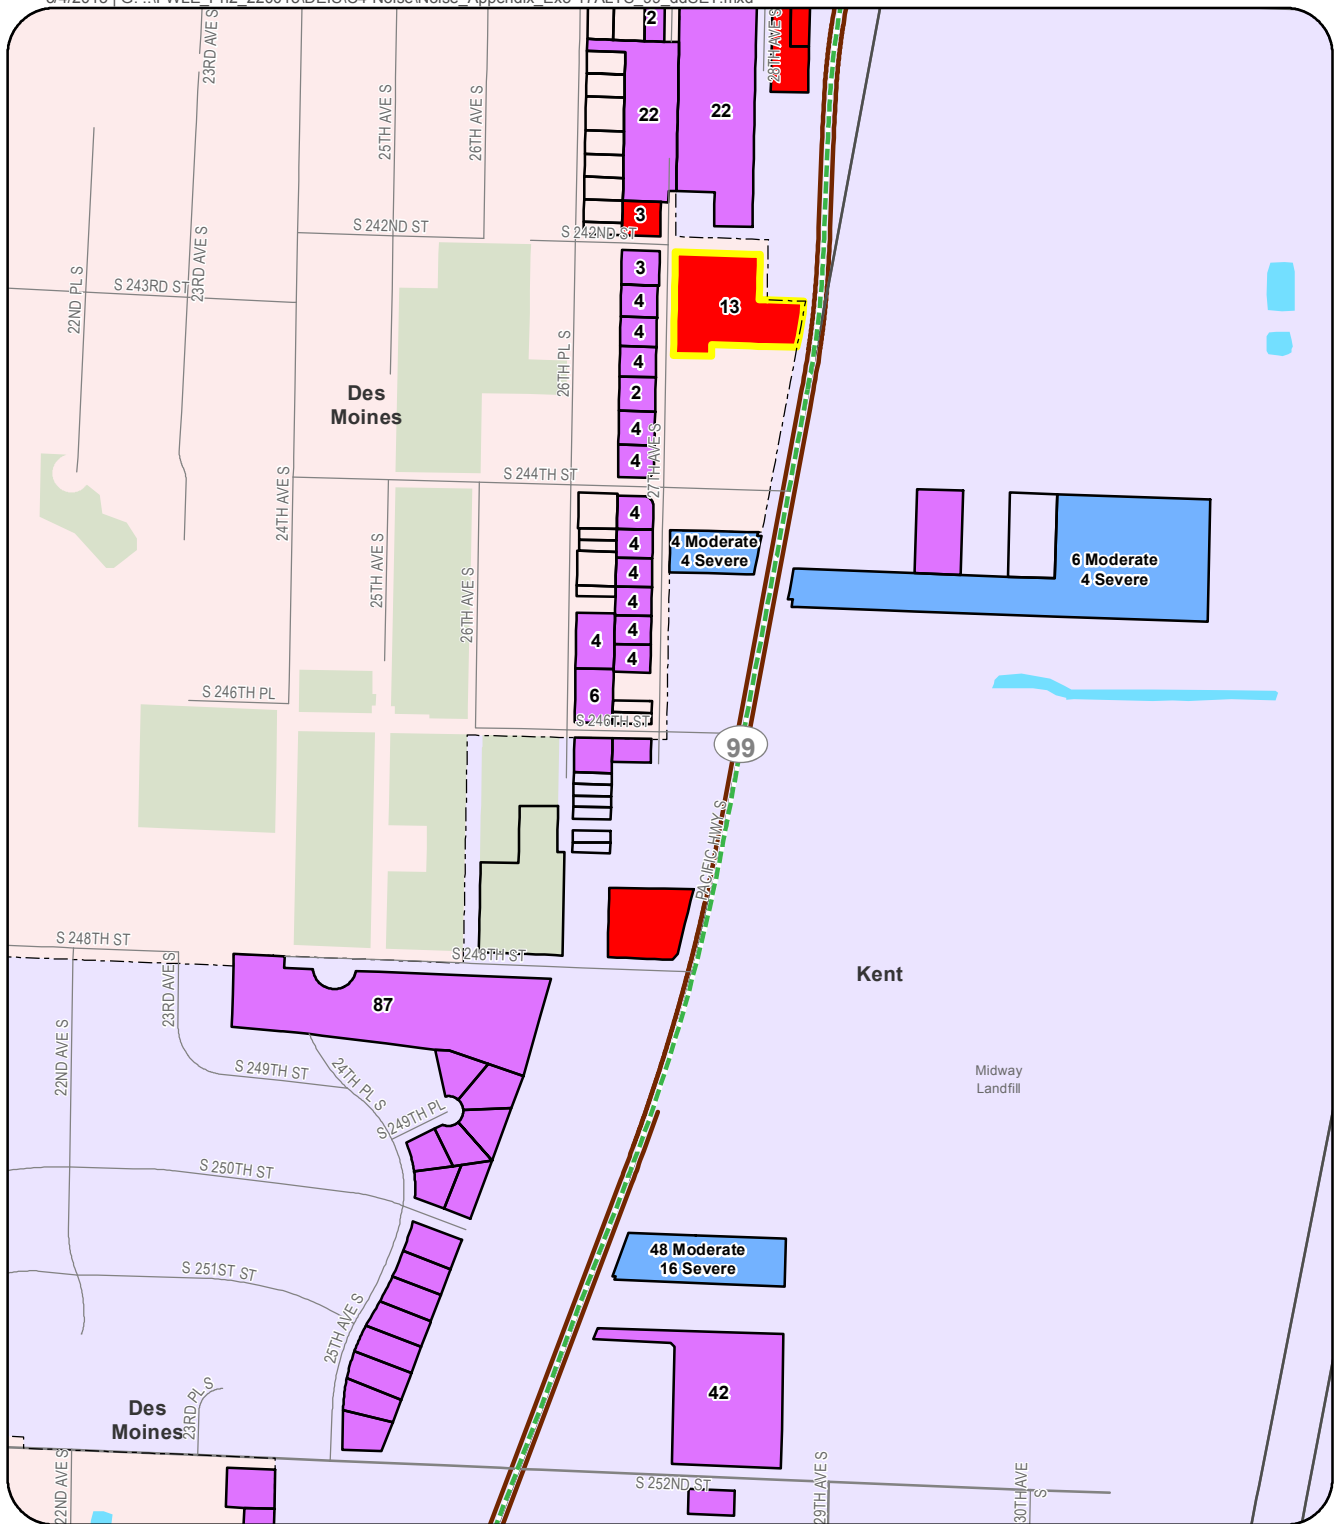 2
23RD AVE S
28TH AVE S
25TH AVE S
26TH AVE S
22
22
3
S 242ND ST
S 242ND ST
23RD AVE S
22ND PL S
S 243RD ST
3
4
13
4
4
26TH PL S
Des
Moines
2
4
27TH AVE S
4
S 244TH ST
24TH AVE S
4
4
4 Moderate
4 Severe
25TH AVE S
4
6 Moderate
4 Severe
26TH AVE S
4
4
4
4
6
S 246TH PL
S 246TH ST
99
PACIFIC HWY S
S 248TH ST
S 248TH ST
23RD AVE S
Kent
87
22ND AVE S
S 249TH ST
24TH PL S
Midway
Landfill
S 249TH PL
S 250TH ST
48 Moderate
16 Severe
S 251ST ST
25TH AVE S
42
23RD PL S
Des
Moines
22ND AVE S
S 252ND ST
29TH AVE S
30TH AVE
S